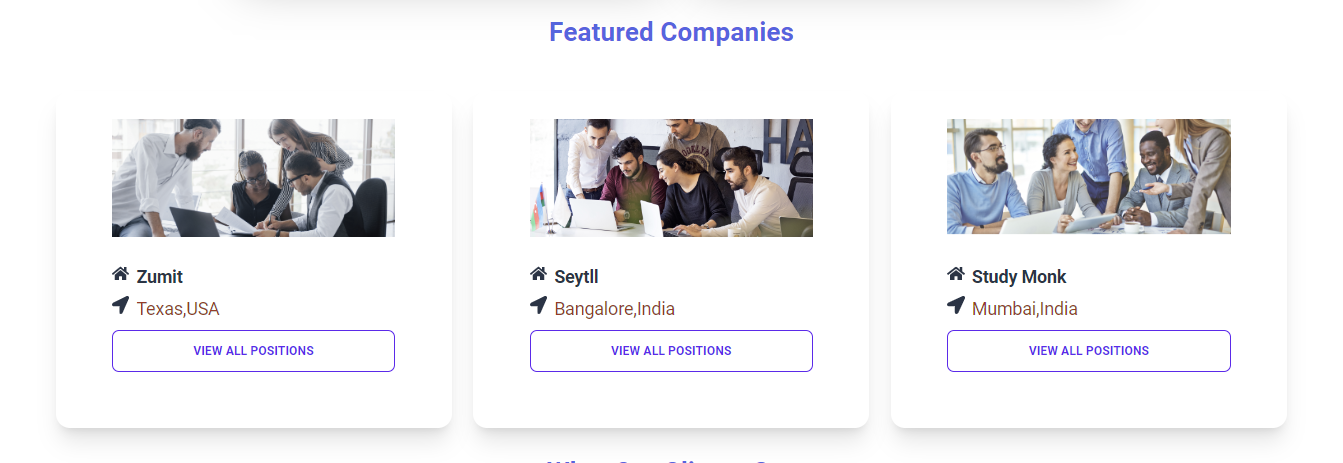 Featured Companies
Zumit
Texas,USA
VIEW ALL POSITIONS
Seytll
Bangalore,India
VIEW ALL POSITIONS
Study Monk
Mumbai,India
VIEW ALL POSITIONS